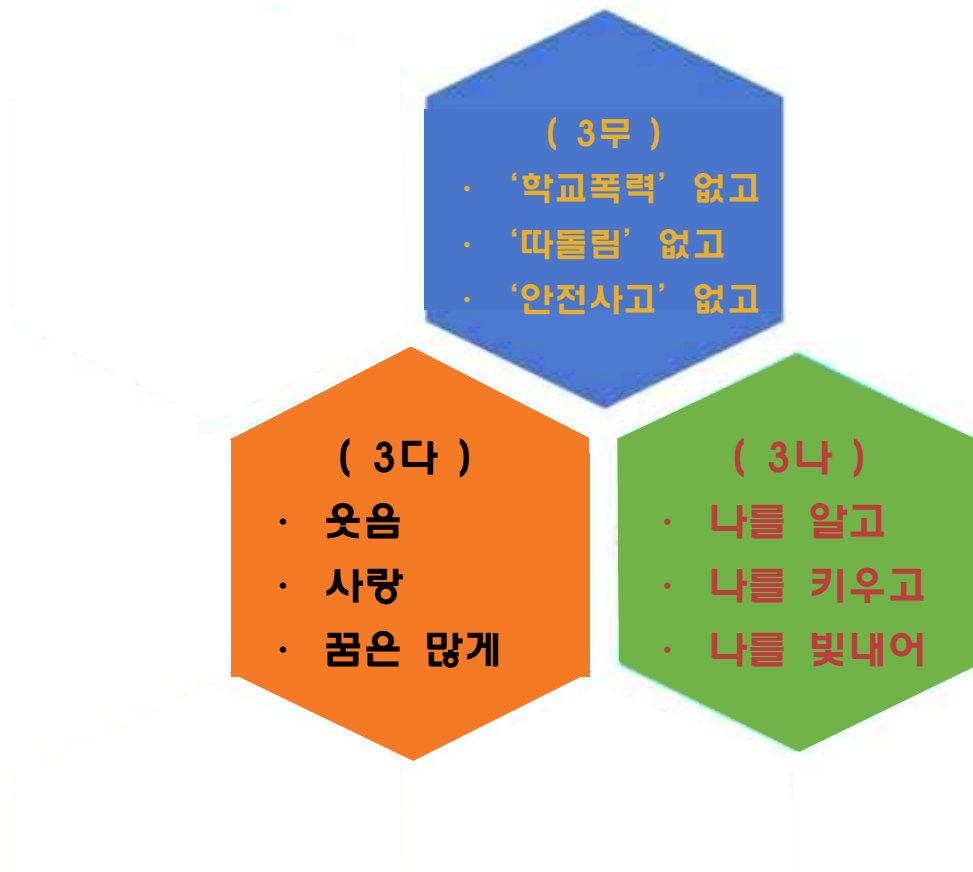 ( 3무 )
· ‘학교폭력’ 없고
· ‘따돌림’ 없고
· ‘안전사고’ 없고
( 3다 )
· 웃음
· 사랑
· 꿈은 많게
( 3나 )
· 나를 알고
· 나를 키우고
· 나를 빛내어